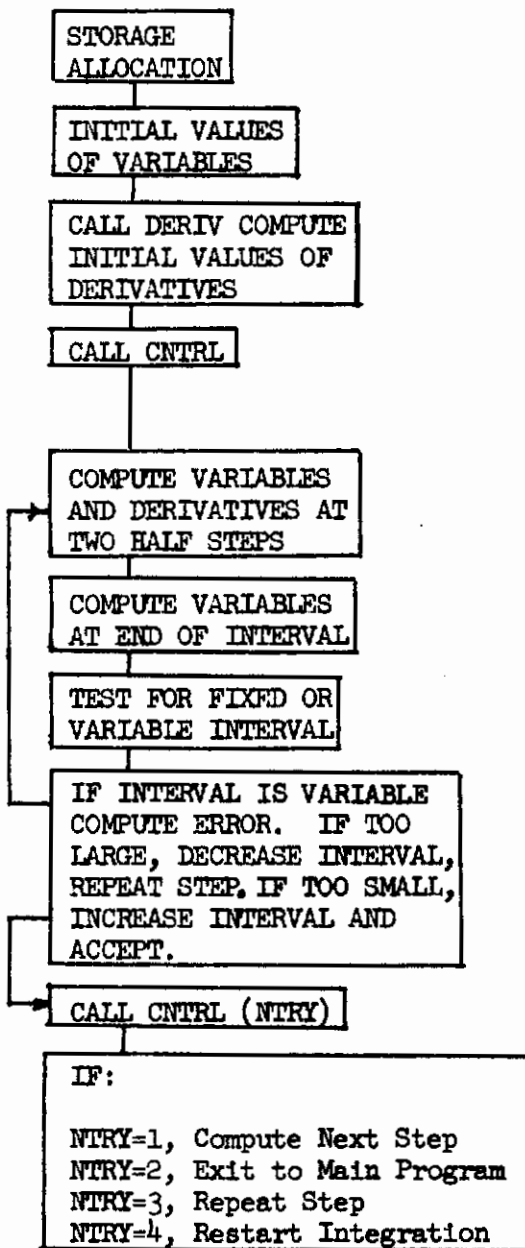 STORAGE
ALLOCATION
INITIAL VALUES
OF VARIABLES
CALL DERIV COMPUTE
INITIAL VALUES OF
DERIVATIVES
CALL CNTRL
COMPUTE VARIABLES
AND DERIVATIVES AT
TWO HALF STEPS
COMPUTE VARIABLES
AT END OF INTERVAL
TEST FOR FIXED OR
VARIABLE INTERVAL
IF INTERVAL IS VARIABLE
COMPUTE ERROR. IF TOO
LARGE, DECREASE INTERVAL,
REPEAT STEP. IF TOO SMALL,
INCREASE INTERVAL AND
ACCEPT.
CALL CNTRL (NTRY)
IF:
NTRY=1, Compute Next Step
NTRY=2, Exit to Main Program
NTRY=3, Repeat Step
NTRY=4, Restart Integration